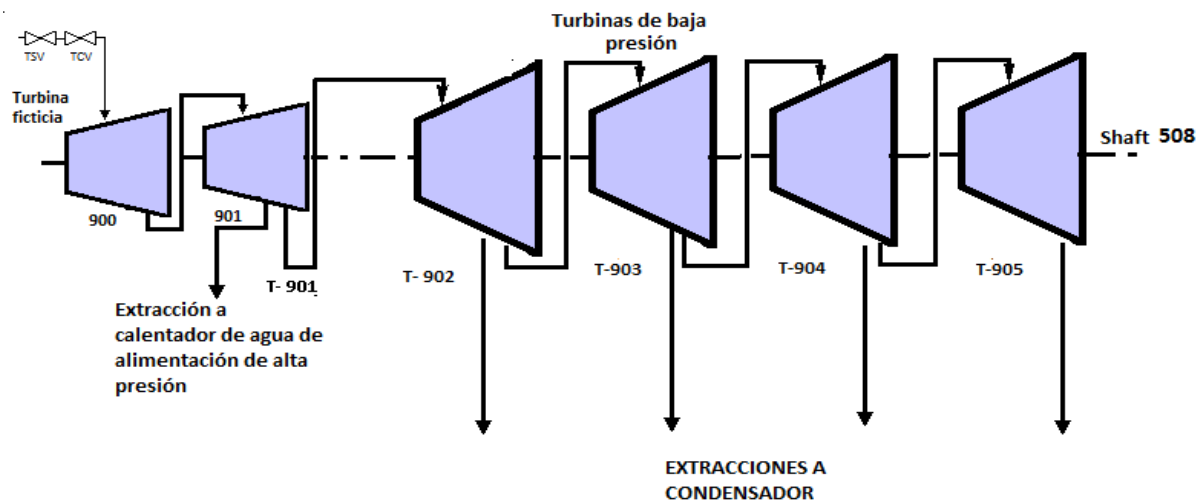 Turbinas de baja
presión
TSV TCV
Turbina
ficticia
Shaft 508
900
901
T- 901
T- 902
T-903
T-904
T-905
Extracción a
calentador de agua de
alimentación de alta
presión
EXTRACCIONES A
CONDENSADOR